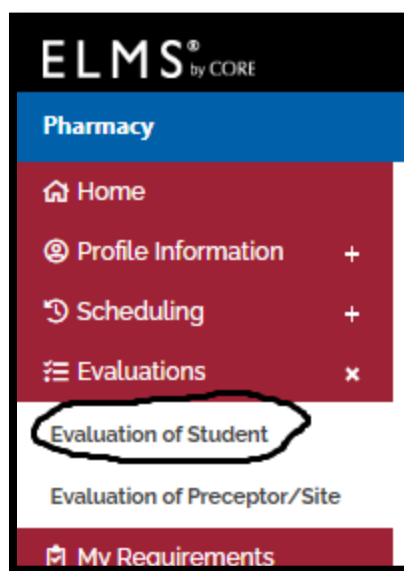 ELMS® by CORE
Pharmacy
Home
Profile Information +
Scheduling +
Evaluations ×
Evaluation of Student
Evaluation of Preceptor/Site
My Requirements